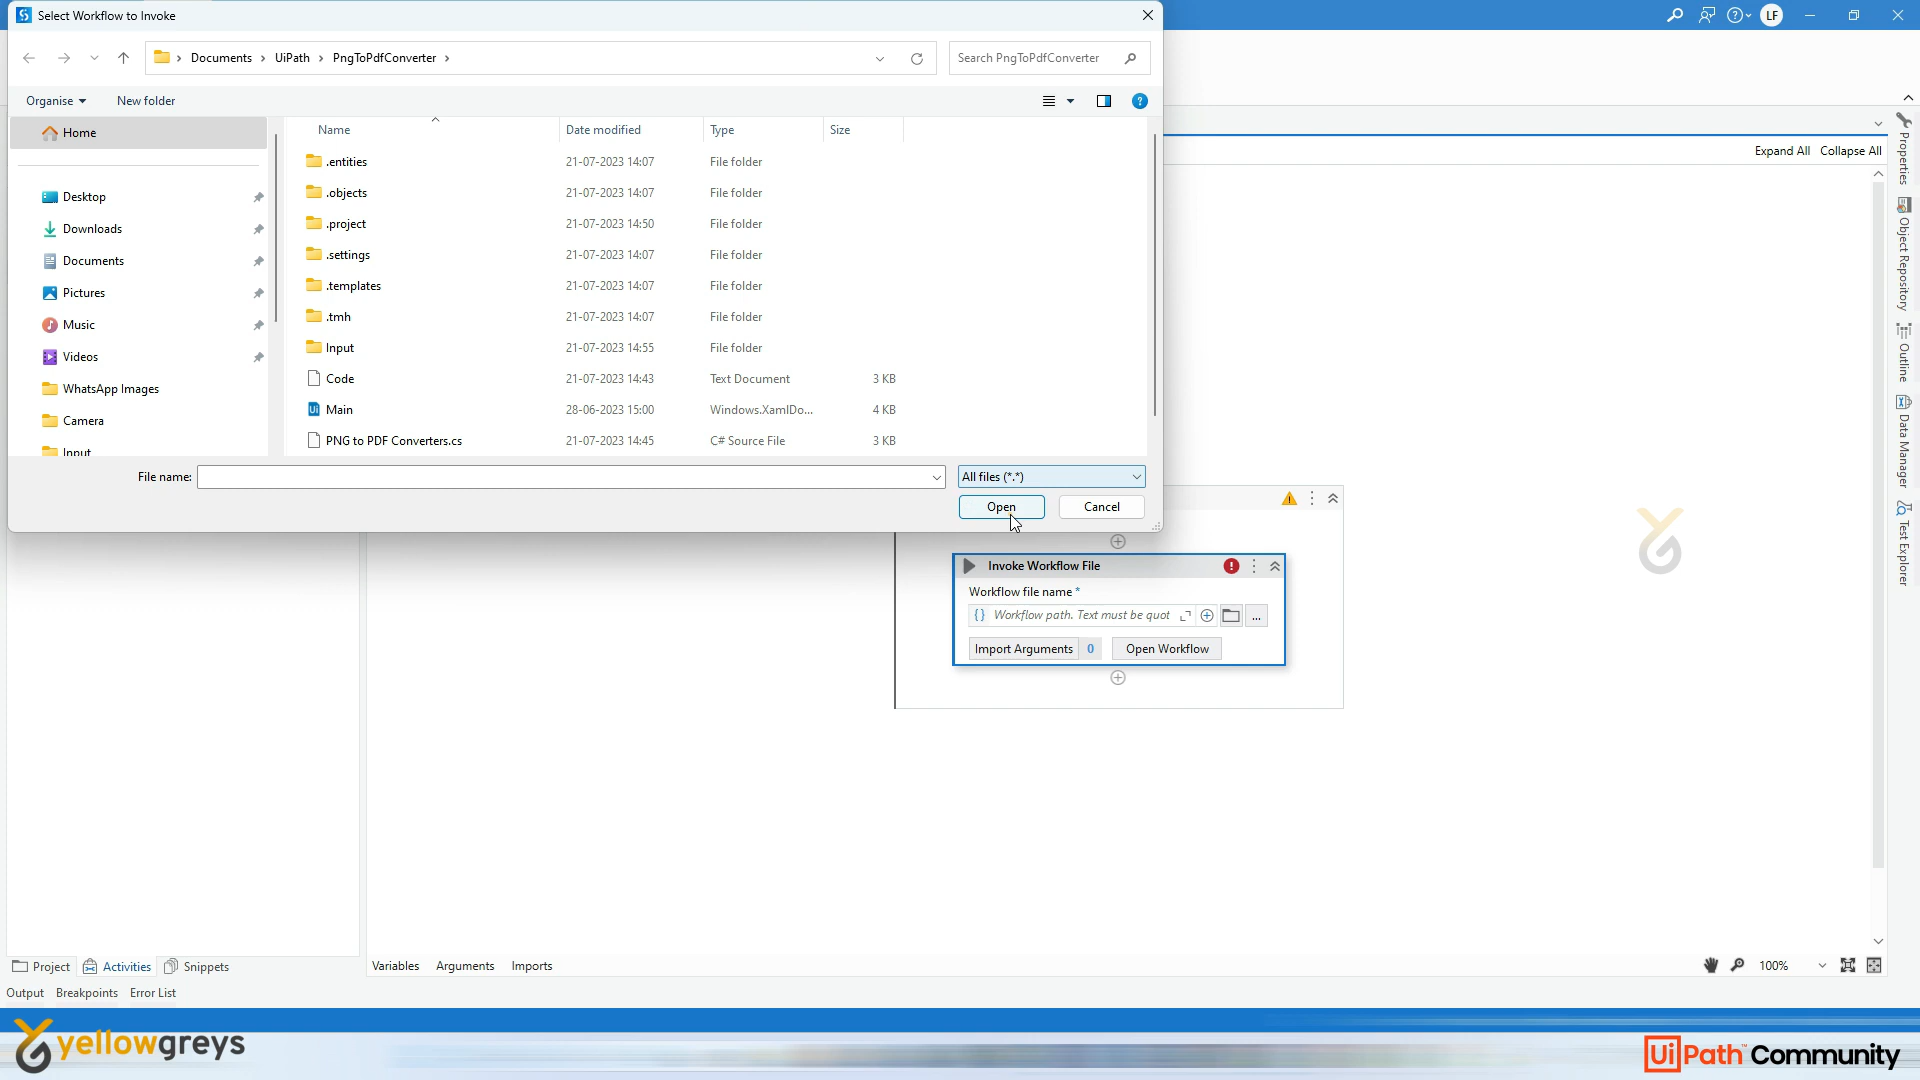 Select Workflow to Invoke
LF
Documents > UiPath > PngToPdfConverter >
Search PngToPdfConverter
Organise
New folder
Name
Date modified
Type
Size
Home
Desktop
Downloads
Documents
Pictures
Music
Videos
WhatsApp Images
Camera
Input
.entities 21-07-2023 14:07 File folder
.objects 21-07-2023 14:07 File folder
.project 21-07-2023 14:50 File folder
.settings 21-07-2023 14:07 File folder
.templates 21-07-2023 14:07 File folder
.tmh 21-07-2023 14:07 File folder
Input 21-07-2023 14:55 File folder
Code 21-07-2023 14:43 Text Document 3 KB
Main 28-06-2023 15:00 Windows.XamlDo... 4 KB
PNG to PDF Converters.cs 21-07-2023 14:45 C# Source File 3 KB
File name:
All files (*.*)
Open
Cancel
Expand All
Collapse All
Properties
Object Repository
Outline
Data Manager
Test Explorer
Invoke Workflow File
Workflow file name *
{} Workflow path. Text must be quot
...
Import Arguments 0
Open Workflow
Project
Activities
Snippets
Variables
Arguments
Imports
100%
Output
Breakpoints
Error List
yellowgreys
UiPath™ Community